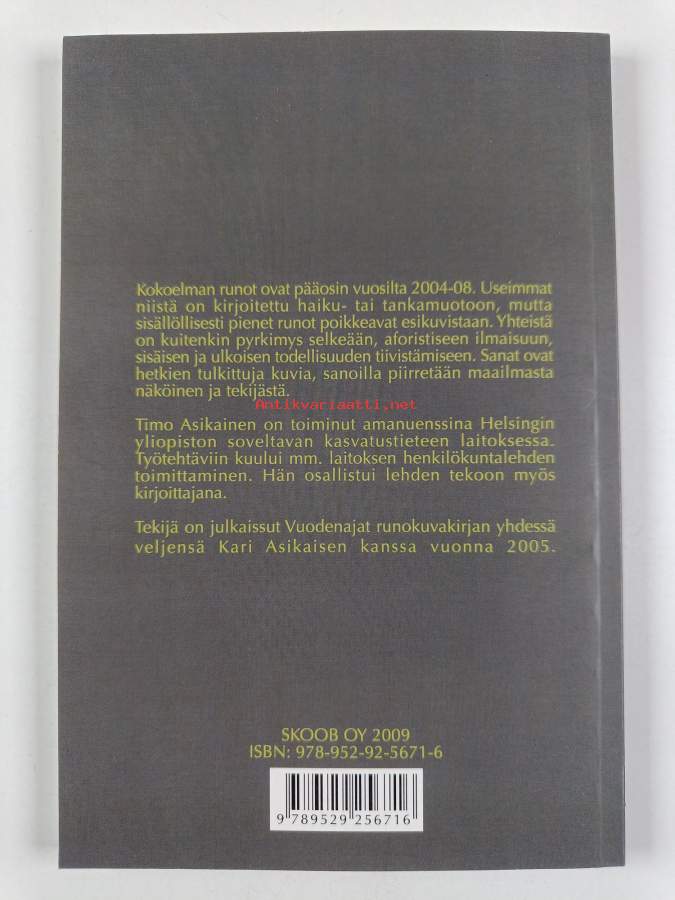 Kokoelman runot ovat pääosin vuosilta 2004-08. Useimmat
niistä on kirjoitettu haiku- tai tankamuotoon, mutta
sisällöllisesti pienet runot poikkeavat esikuvistaan. Yhteistä
on kuitenkin pyrkimys selkeään, aforistiseen ilmaisuun,
sisäisen ja ulkoisen todellisuuden tiivistämiseen. Sanat ovat
hetkien tulkittuja kuvia, sanoilla piirretään maailmasta
näköinen ja tekijästä.
Antikvariaatti.net
Timo Asikainen on toiminut amanuenssina Helsingin
yliopiston soveltavan kasvatustieteen laitoksessa.
Työtehtäviin kuului mm. laitoksen henkilökuntalehden
toimittaminen. Hän osallistui lehden tekoon myös
kirjoittajana.
Tekijä on julkaissut Vuodenajat runokuvakirjan yhdessä
veljensä Kari Asikaisen kanssa vuonna 2005.
SKOOB OY 2009
ISBN: 978-952-92-5671-6
9 789529 256716